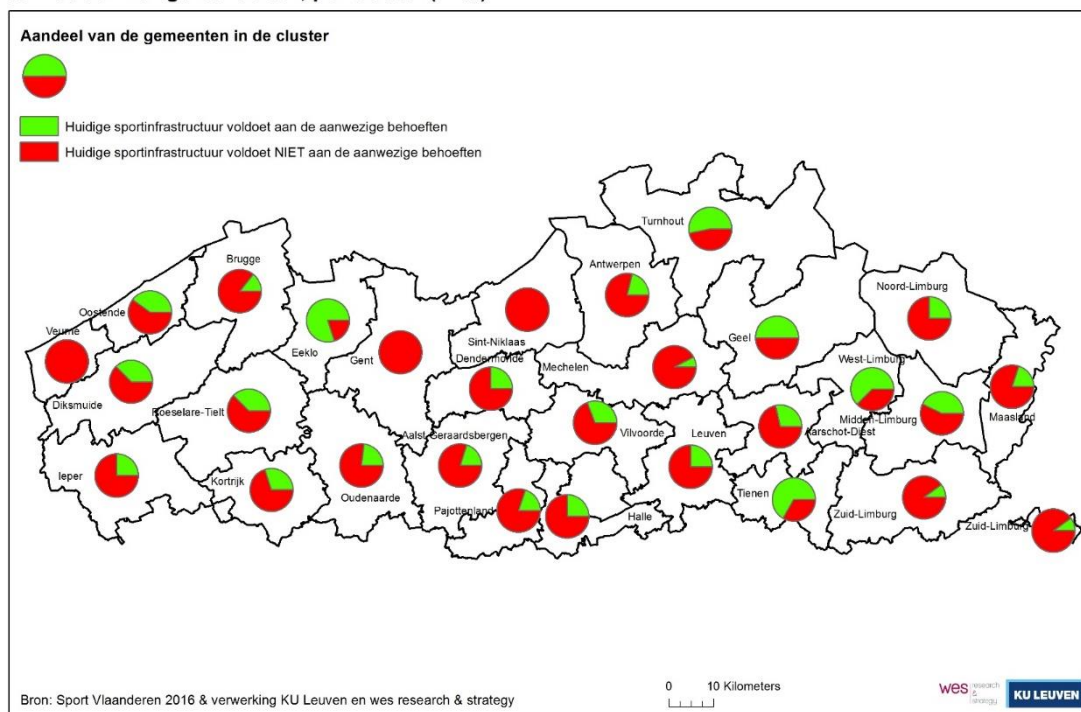 Aandeel van de gemeenten in de cluster
Huidige sportinfrastructuur voldoet aan de aanwezige behoeften
Huidige sportinfrastructuur voldoet NIET aan de aanwezige behoeften
Turnhout
Brugge
Antwerpen
Noord-Limburg
Oostende
Veurne
Eeklo
Gent
Sint-Niklaas
Geel
Dendermonde
Mechelen
West-Limburg
Diksmuide
Roeselare-Tielt
Midden-Limburg
Maasland
Aalst-Geraardsbergen
Vilvoorde
Leuven
Aarschot-Diest
Ieper
Kortrijk
Oudenaarde
Tienen
Pajottenland
Halle
Zuid-Limburg
Zuid-Limburg
Bron: Sport Vlaanderen 2016 & verwerking KU Leuven en wes research & strategy
0 10 Kilometers
wes research & strategy
KU LEUVEN